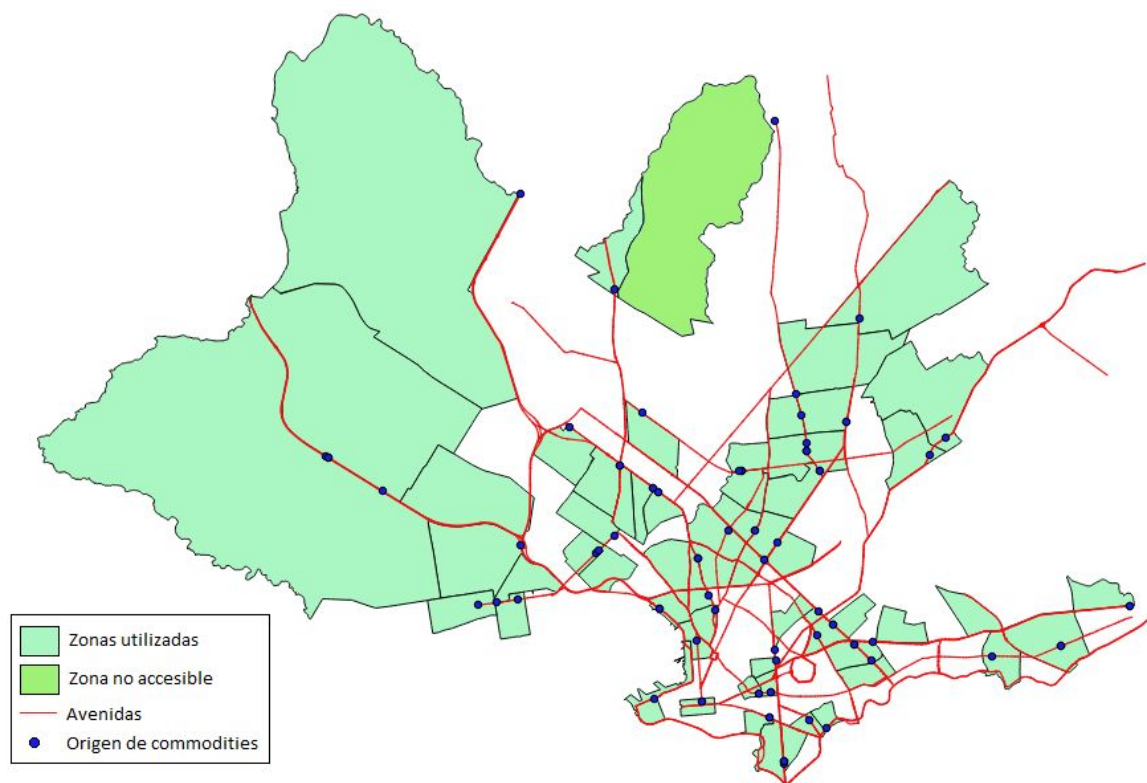 Zonas utilizadas
Zona no accesible
Avenidas
Origen de commodities